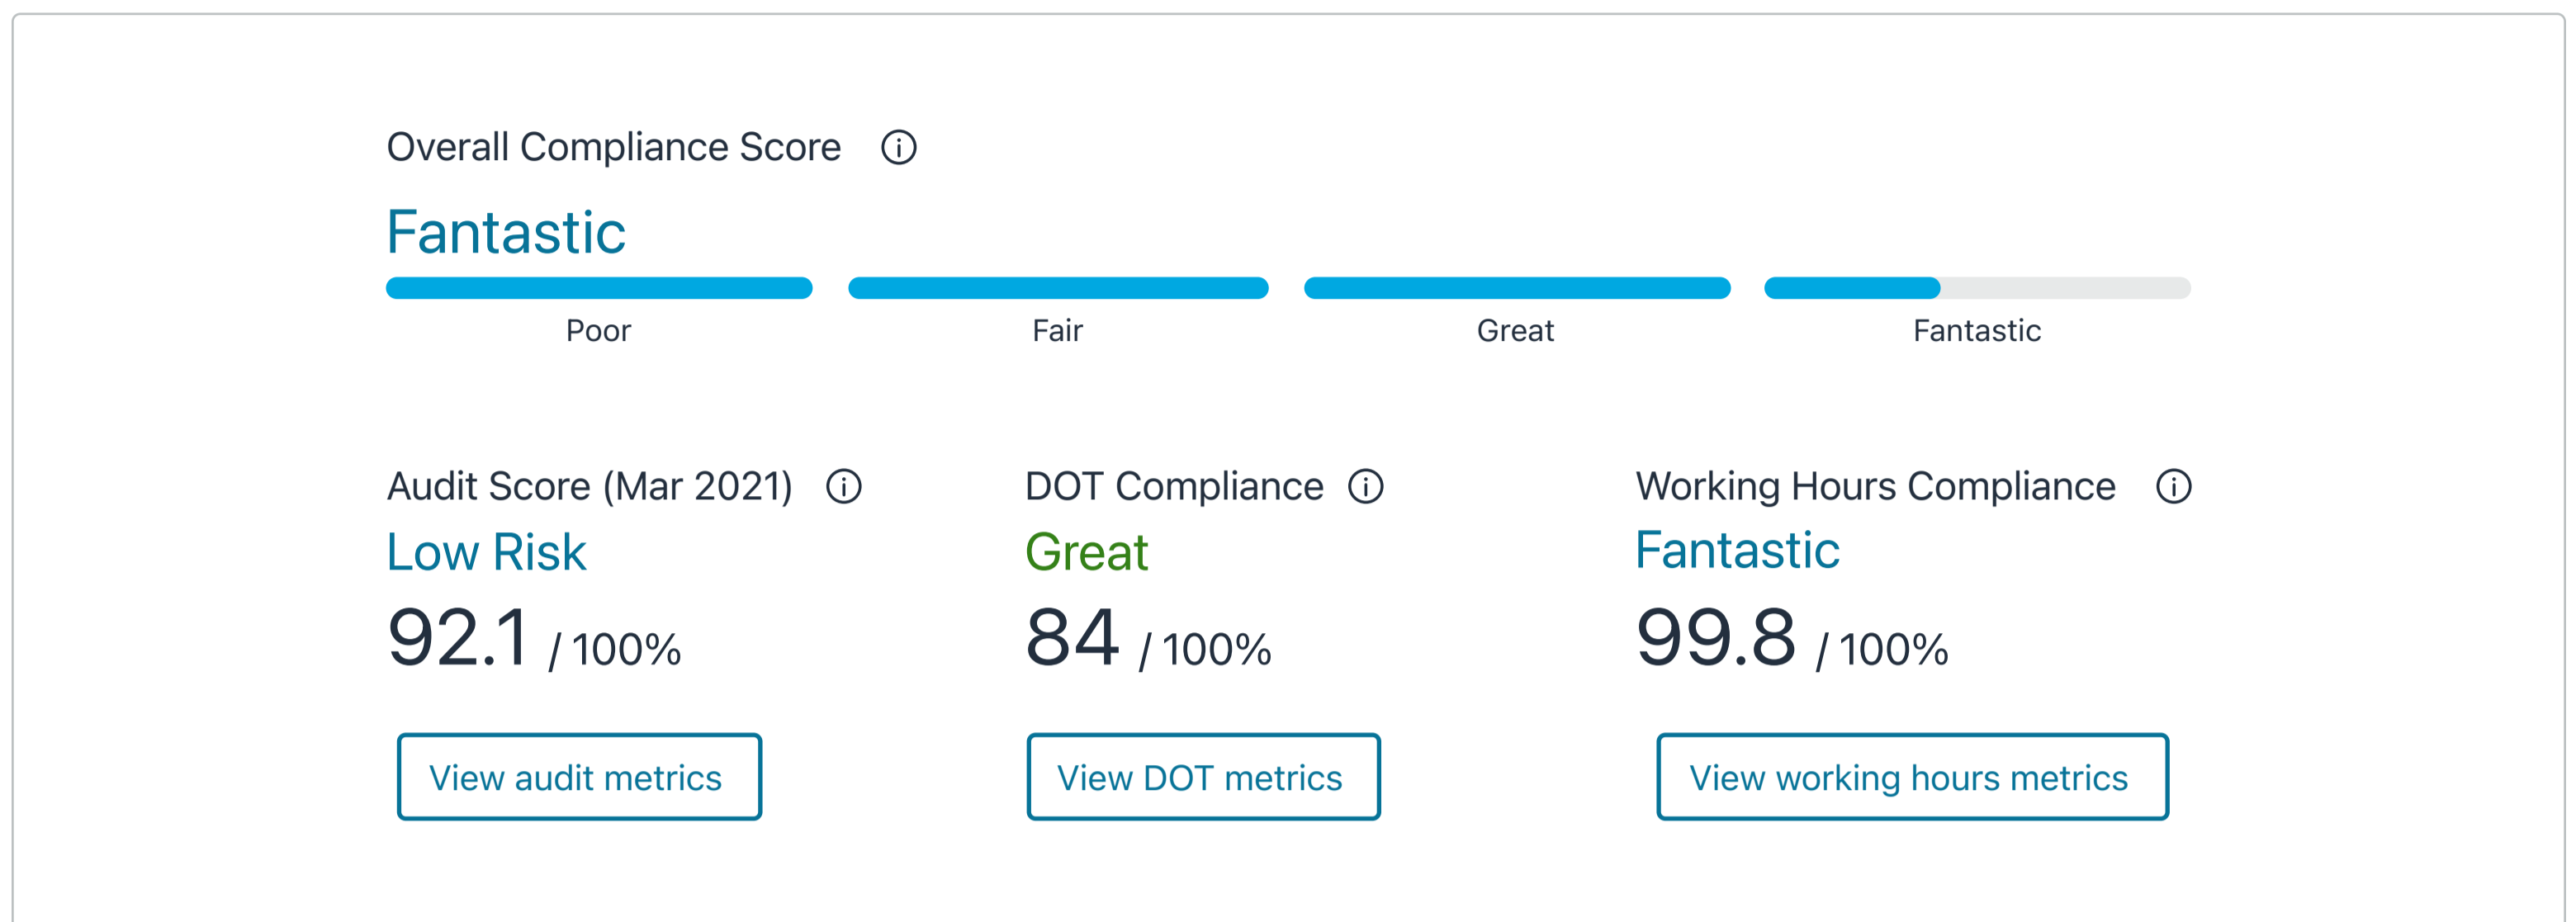 Overall Compliance Score
Fantastic
Poor Fair Great Fantastic
Audit Score (Mar 2021) DOT Compliance Working Hours Compliance
Low Risk Great Fantastic
92.1 / 100% 84 / 100% 99.8 / 100%
View audit metrics View DOT metrics View working hours metrics